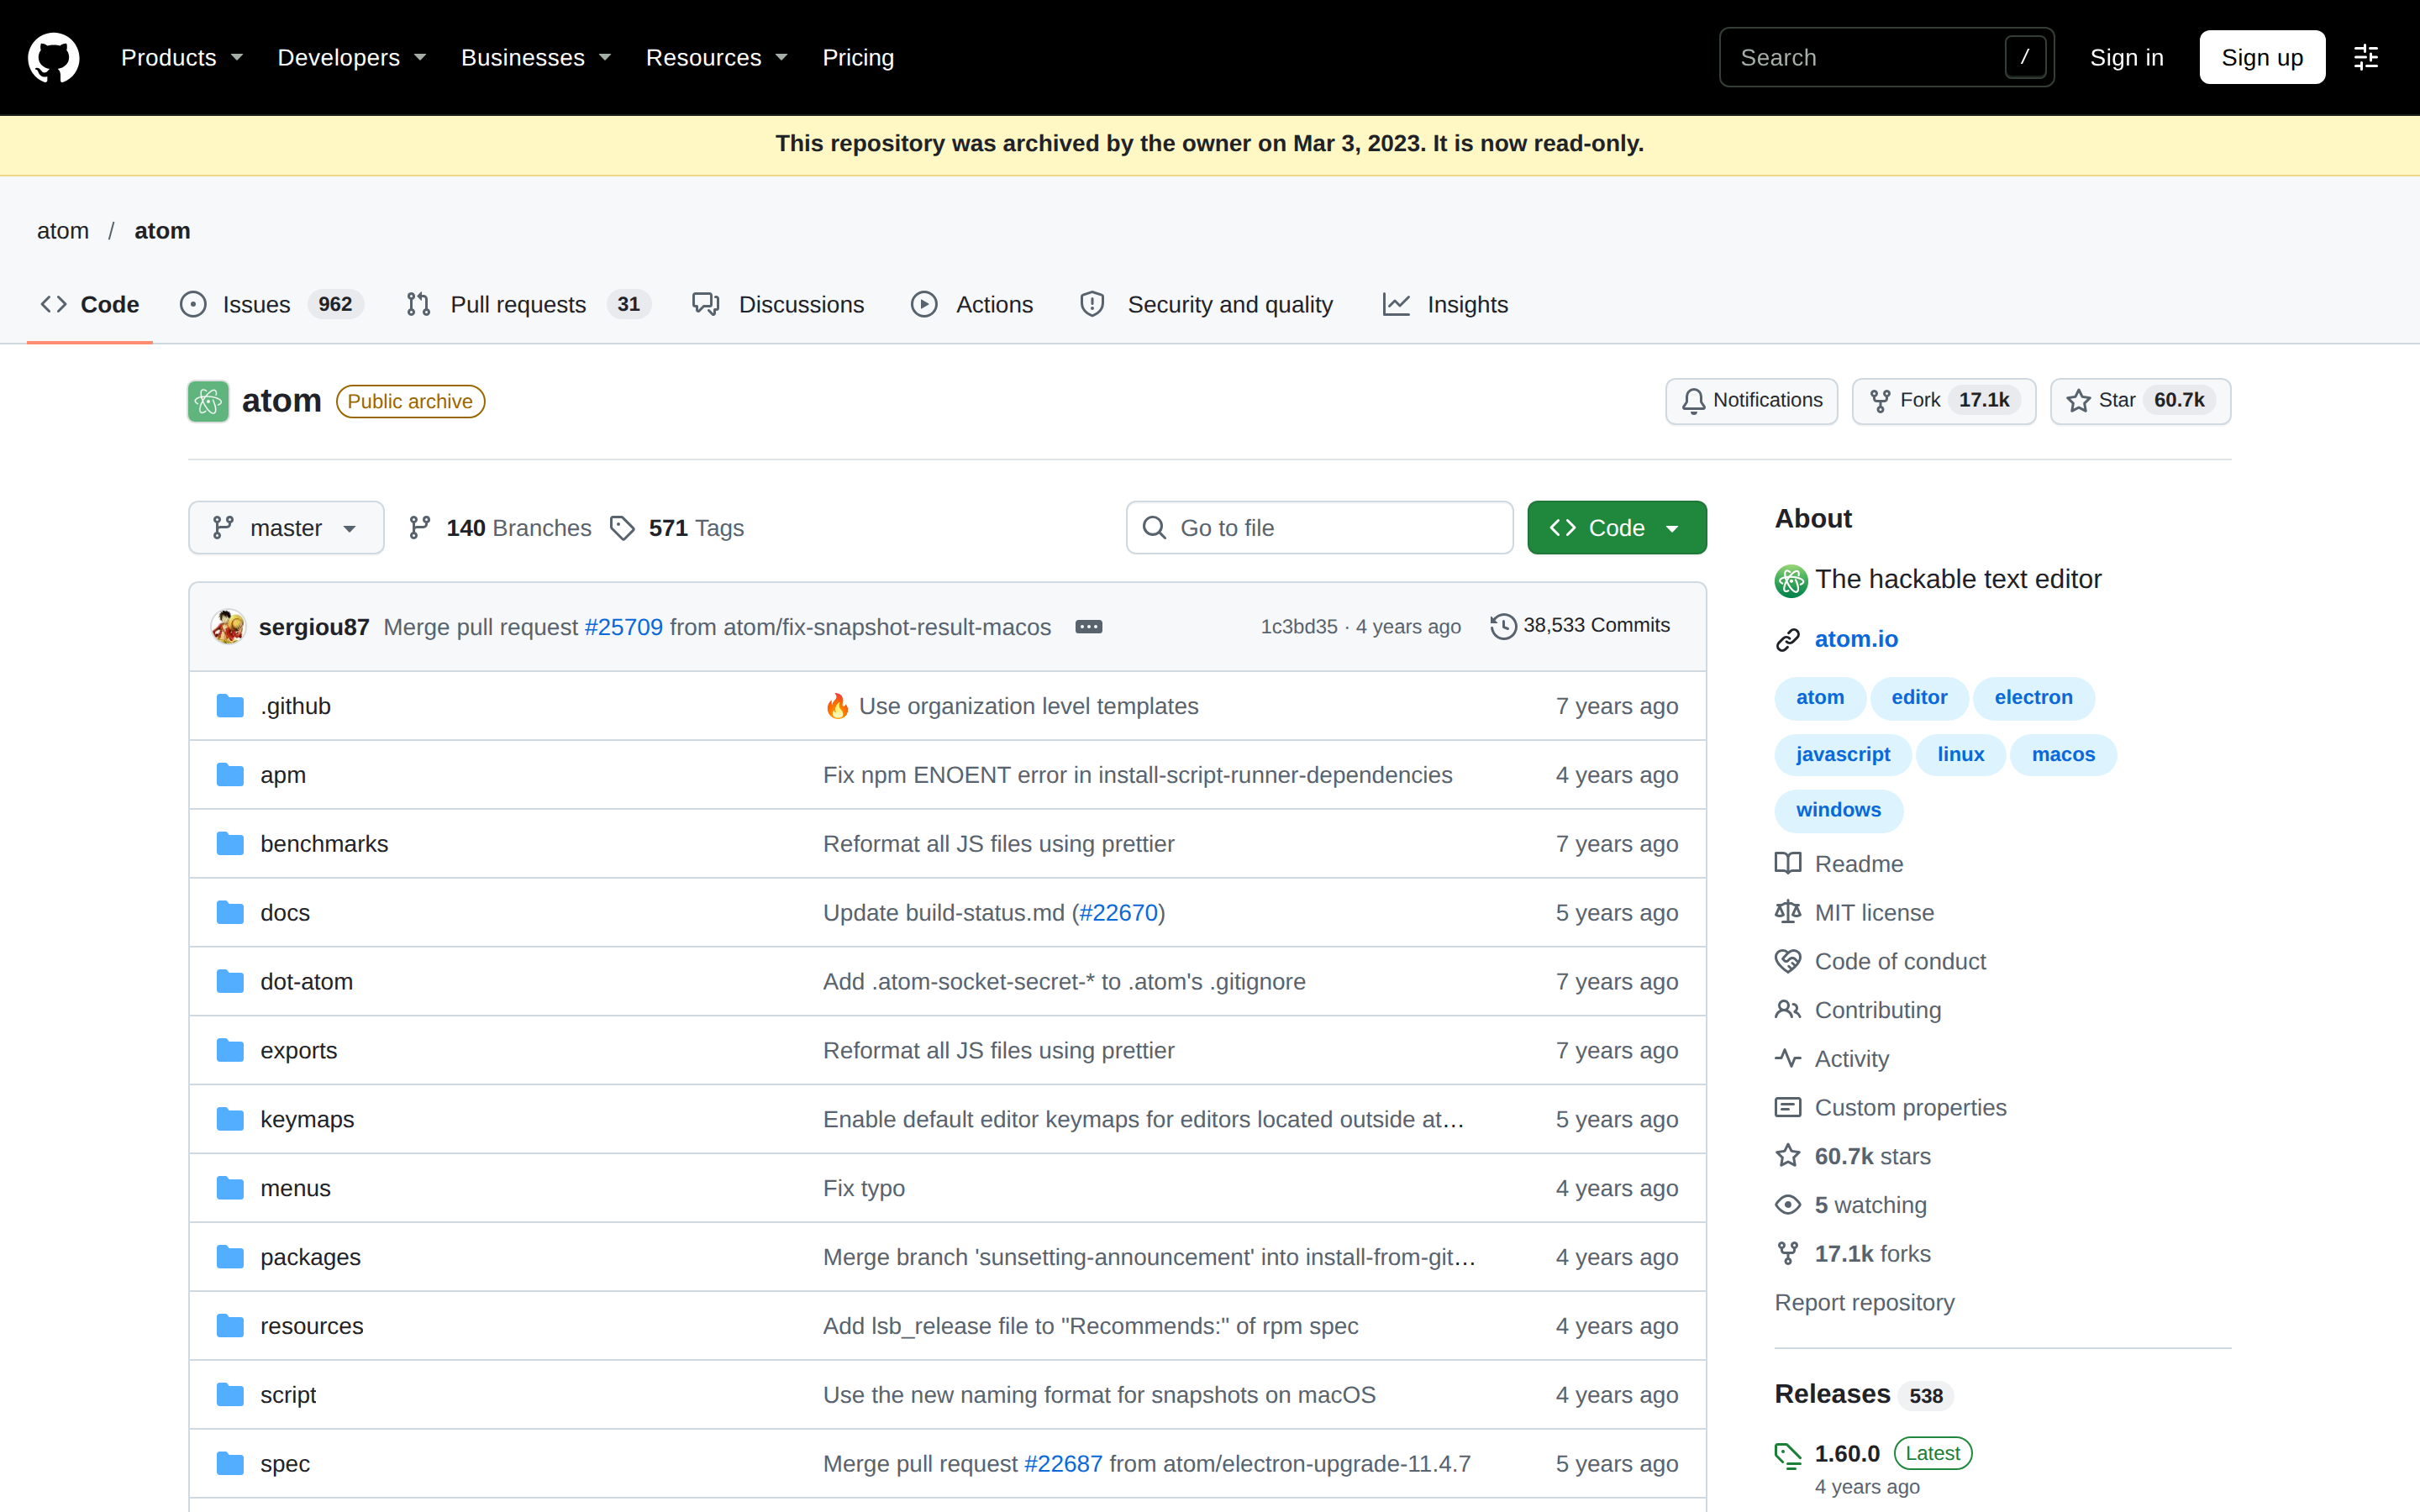 Products Developers Businesses Resources Pricing Search / Sign in Sign up
This repository was archived by the owner on Mar 3, 2023. It is now read-only.
atom / atom
Code Issues 962 Pull requests 31 Discussions Actions Security and quality Insights
atom Public archive Notifications Fork 17.1k Star 60.7k
master 140 Branches 571 Tags Go to file Code
sergiou87 Merge pull request #25709 from atom/fix-snapshot-result-macos 1c3bd35 · 4 years ago 38,533 Commits
.github 🔥 Use organization level templates 7 years ago
apm Fix npm ENOENT error in install-script-runner-dependencies 4 years ago
benchmarks Reformat all JS files using prettier 7 years ago
docs Update build-status.md (#22670) 5 years ago
dot-atom Add .atom-socket-secret-* to .atom's .gitignore 7 years ago
exports Reformat all JS files using prettier 7 years ago
keymaps Enable default editor keymaps for editors located outside at… 5 years ago
menus Fix typo 4 years ago
packages Merge branch 'sunsetting-announcement' into install-from-git… 4 years ago
resources Add lsb_release file to "Recommends:" of rpm spec 4 years ago
script Use the new naming format for snapshots on macOS 4 years ago
spec Merge pull request #22687 from atom/electron-upgrade-11.4.7 5 years ago
About
The hackable text editor
atom.io
atom editor electron
javascript linux macos
windows
Readme
MIT license
Code of conduct
Contributing
Activity
Custom properties
60.7k stars
5 watching
17.1k forks
Report repository
Releases 538
1.60.0 Latest
4 years ago